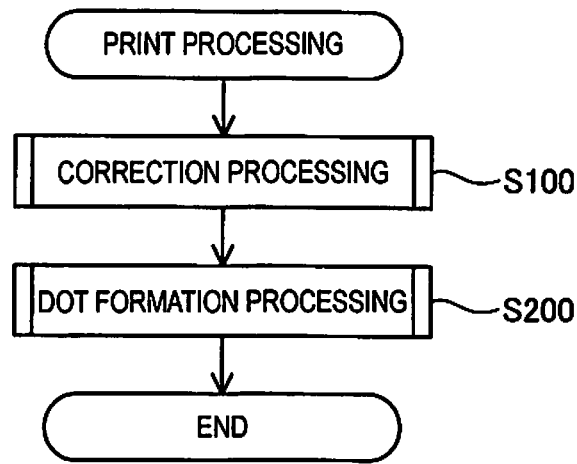 PRINT PROCESSING
CORRECTION PROCESSING
S100
DOT FORMATION PROCESSING
S200
END